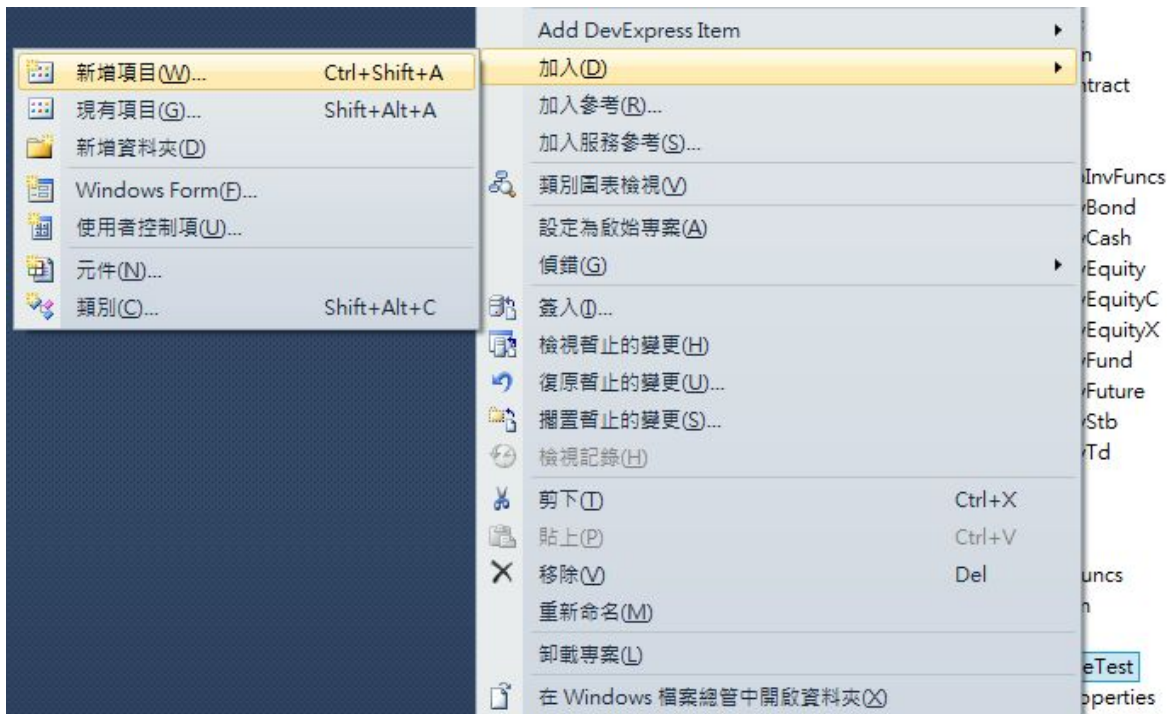 Add DevExpress Item
加入(D)
加入參考(R)...
加入服務參考(S)...
類別圖表檢視(V)
設定為啟始專案(A)
偵錯(G)
簽入(I)...
檢視暫止的變更(H)
復原暫止的變更(U)...
擱置暫止的變更(S)...
檢視記錄(H)
剪下(T) Ctrl+X
貼上(P) Ctrl+V
移除(V) Del
重新命名(M)
卸載專案(L)
在 Windows 檔案總管中開啟資料夾(X)
新增項目(W)... Ctrl+Shift+A
現有項目(G)... Shift+Alt+A
新增資料夾(D)
Windows Form(F)...
使用者控制項(U)...
元件(N)...
類別(C)... Shift+Alt+C
n
ntract
InvFuncs
Bond
Cash
Equity
EquityC
EquityX
Fund
Future
Stb
Td
uncs
n
eTest
operties